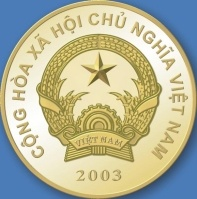 CỘNG HÒA XÃ HỘI CHỦ NGHĨA VIỆT NAM
VIỆT NAM
2003